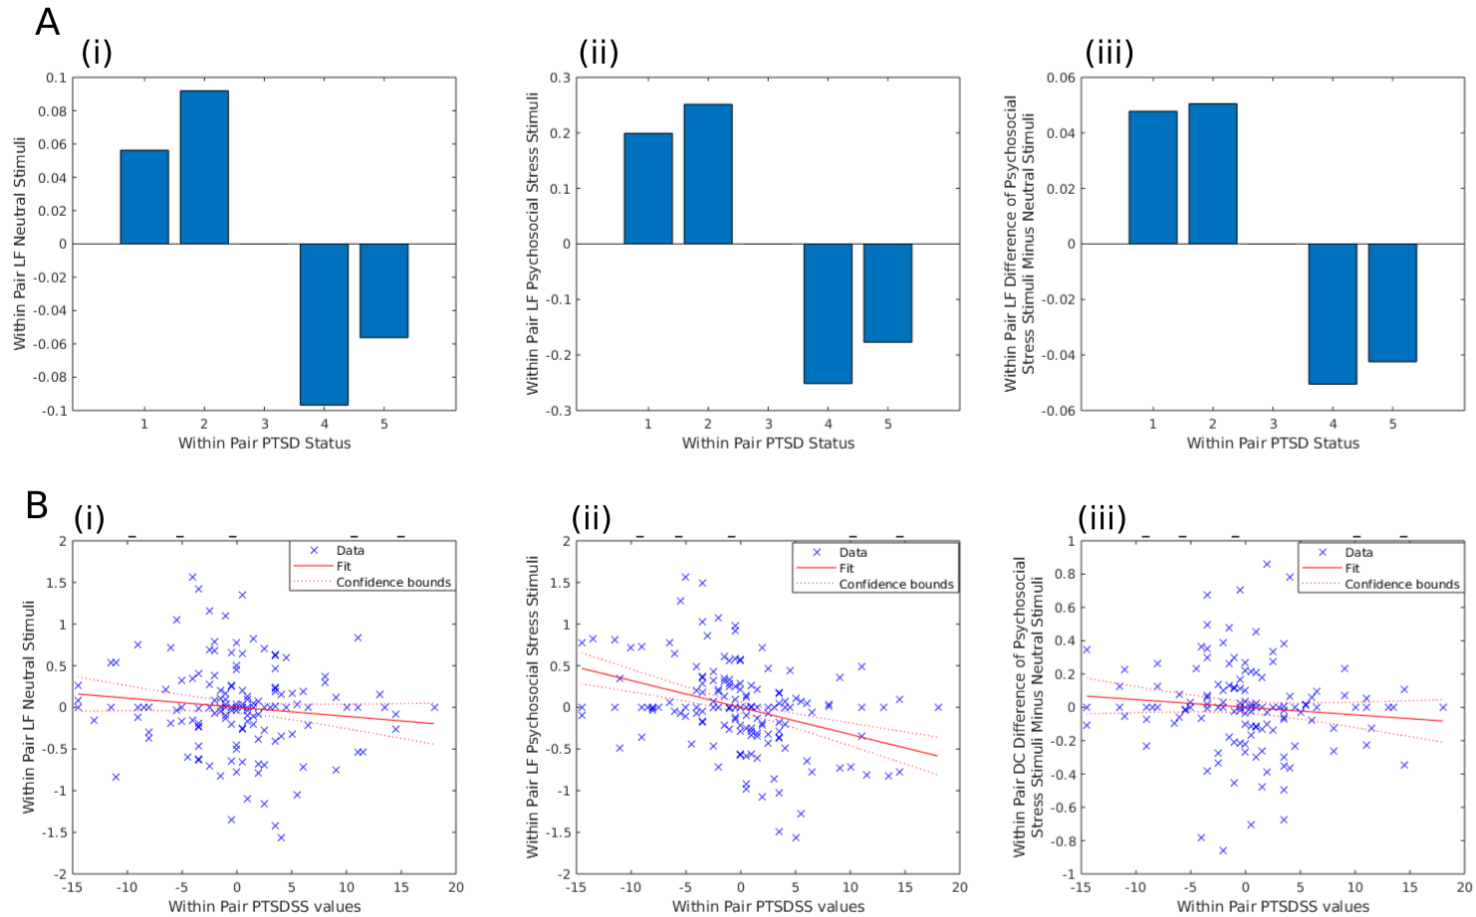 A
(i)
0.1
0.08
0.06
0.04
0.02
0
-0.02
-0.04
-0.06
-0.08
-0.1
Within Pair LF Neutral Stimuli
1 2 3 4 5
Within Pair PTSD Status
(ii)
0.3
0.2
0.1
0
-0.1
-0.2
-0.3
Within Pair LF Psychosocial Stress Stimuli
1 2 3 4 5
Within Pair PTSD Status
(iii)
0.06
0.04
0.02
0
-0.02
-0.04
-0.06
Within Pair LF Difference of Psychosocial
Stress Stimuli Minus Neutral Stimuli
1 2 3 4 5
Within Pair PTSD Status
B
(i)
2
1.5
1
0.5
0
-0.5
-1
-1.5
-2
Within Pair LF Neutral Stimuli
Data
Fit
Confidence bounds
-15 -10 -5 0 5 10 15 20
Within Pair PTSDSS values
(ii)
2
1.5
1
0.5
0
-0.5
-1
-1.5
-2
Within Pair LF Psychosocial Stress Stimuli
Data
Fit
Confidence bounds
-15 -10 -5 0 5 10 15 20
Within Pair PTSDSS values
(iii)
1
0.8
0.6
0.4
0.2
0
-0.2
-0.4
-0.6
-0.8
-1
Within Pair DC Difference of Psychosocial
Stress Stimuli Minus Neutral Stimuli
Data
Fit
Confidence bounds
-15 -10 -5 0 5 10 15 20
Within Pair PTSDSS values